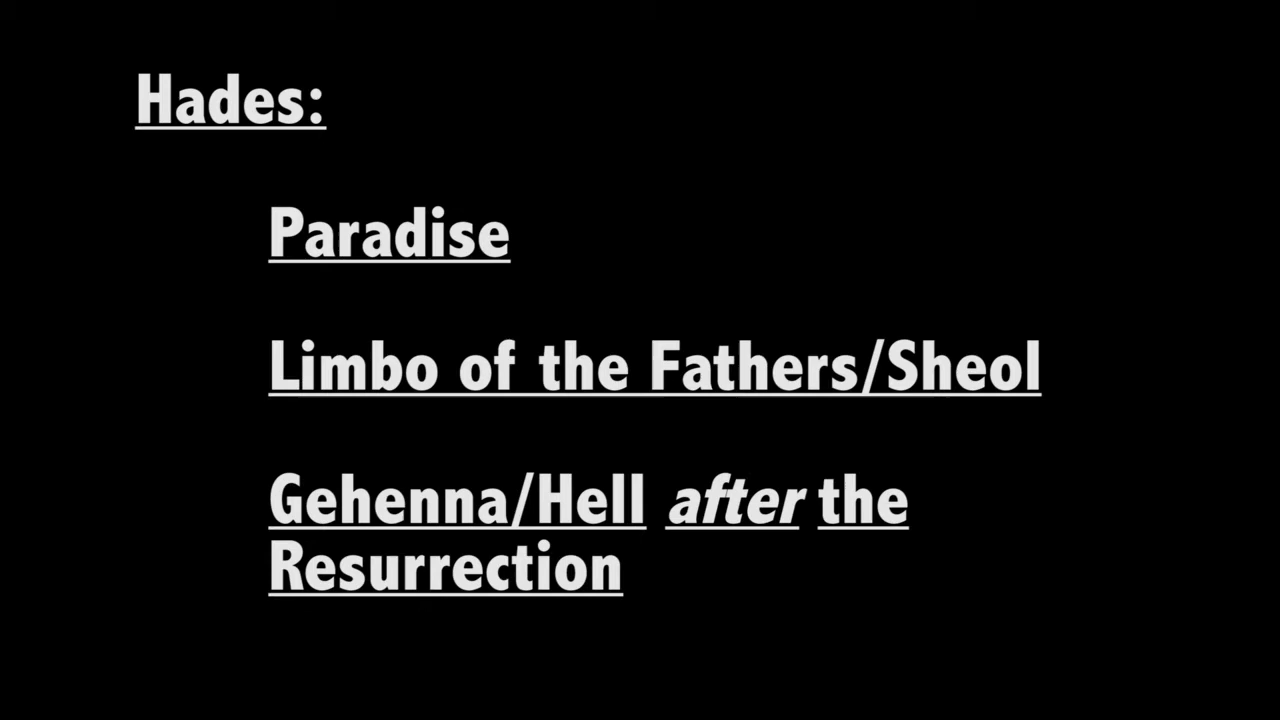 Hades:
Paradise
Limbo of the Fathers/Sheol
Gehenna/Hell after the
Resurrection